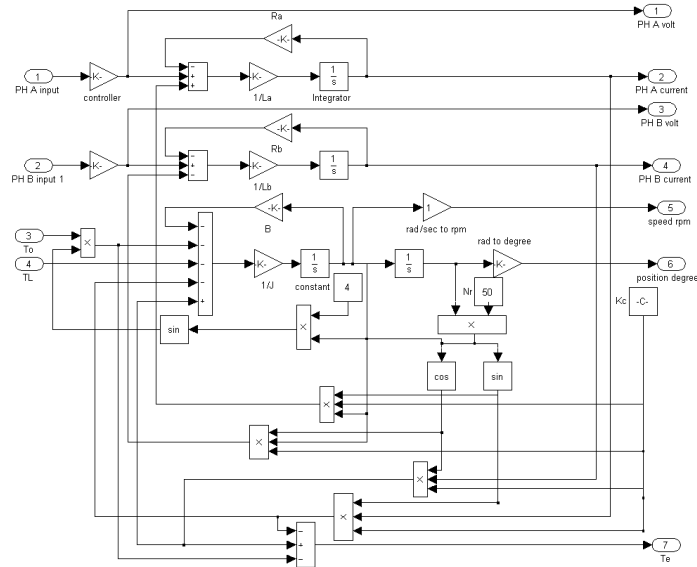 Ra
-K-
1
PH A volt
1
PH A input
-K-
controller
-
+
+
-K-
1/La
1
s
Integrator
2
PH A current
3
PH B volt
-K-
Rb
2
PH B input 1
-K-
-
+
-
-K-
1/Lb
1
s
4
PH B current
-K-
B
1
rad/sec to rpm
5
speed rpm
3
To
×
4
TL
-
-
-
-
+
-K-
1/J
1
s
constant
1
s
rad to degree
-K-
6
position degree
4
Nr
50
Kc
-C-
sin
×
×
cos
sin
×
×
×
×
-
+
-
7
Te